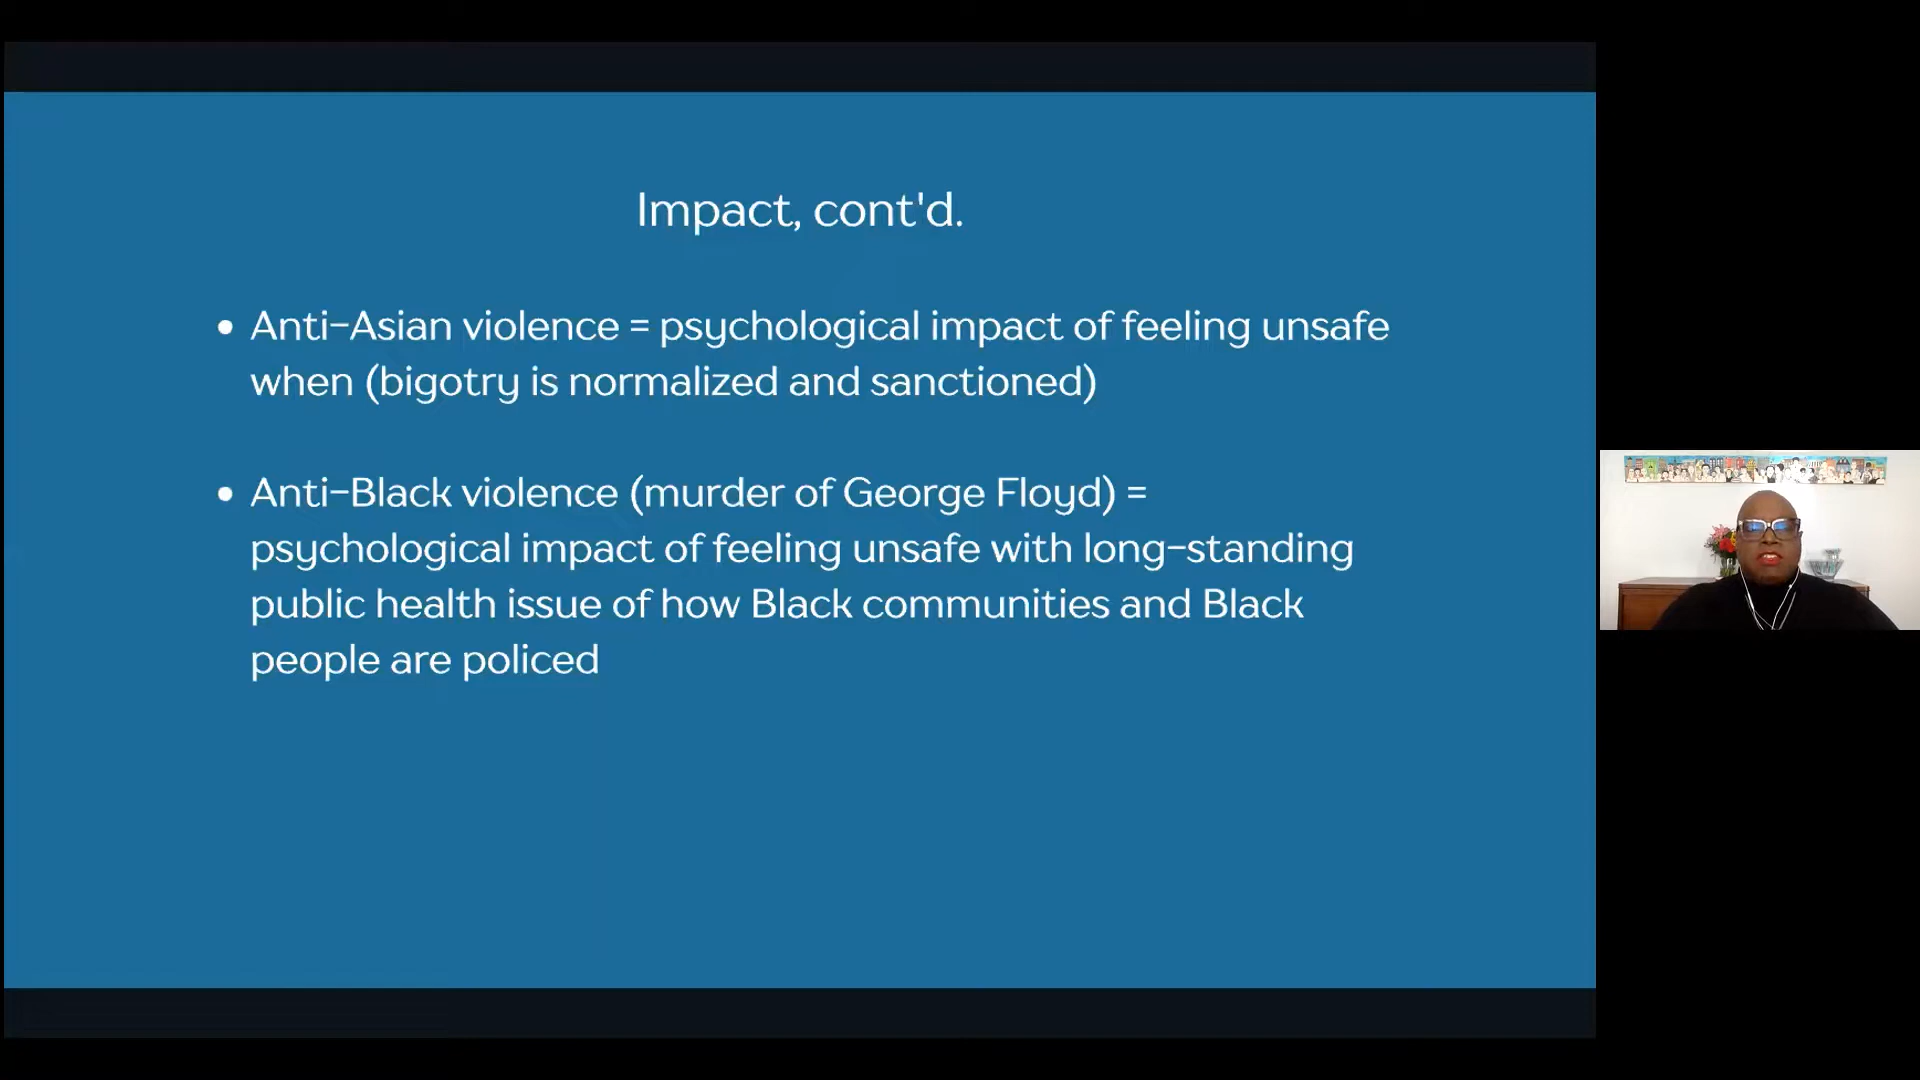 Impact, cont'd.
• Anti-Asian violence = psychological impact of feeling unsafe
when (bigotry is normalized and sanctioned)
• Anti-Black violence (murder of George Floyd) =
psychological impact of feeling unsafe with long-standing
public health issue of how Black communities and Black
people are policed